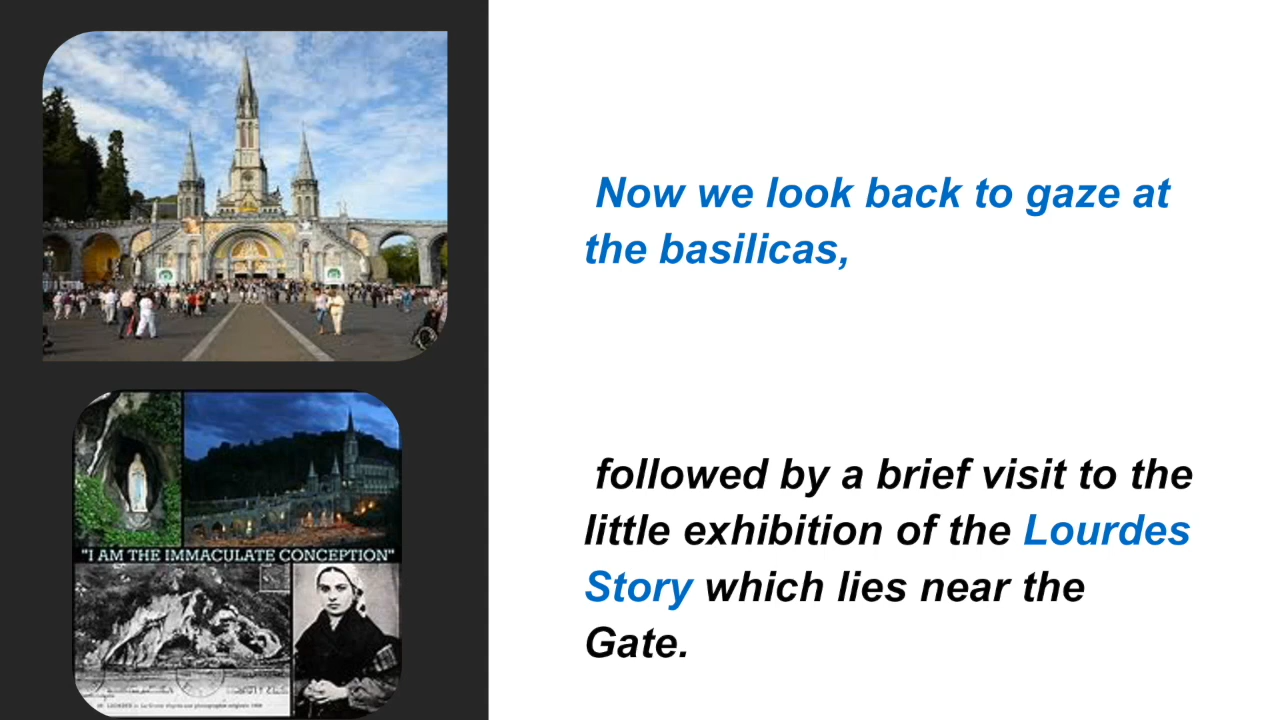 Now we look back to gaze at
the basilicas,
followed by a brief visit to the
little exhibition of the Lourdes
Story which lies near the
Gate.
"I AM THE IMMACULATE CONCEPTION"